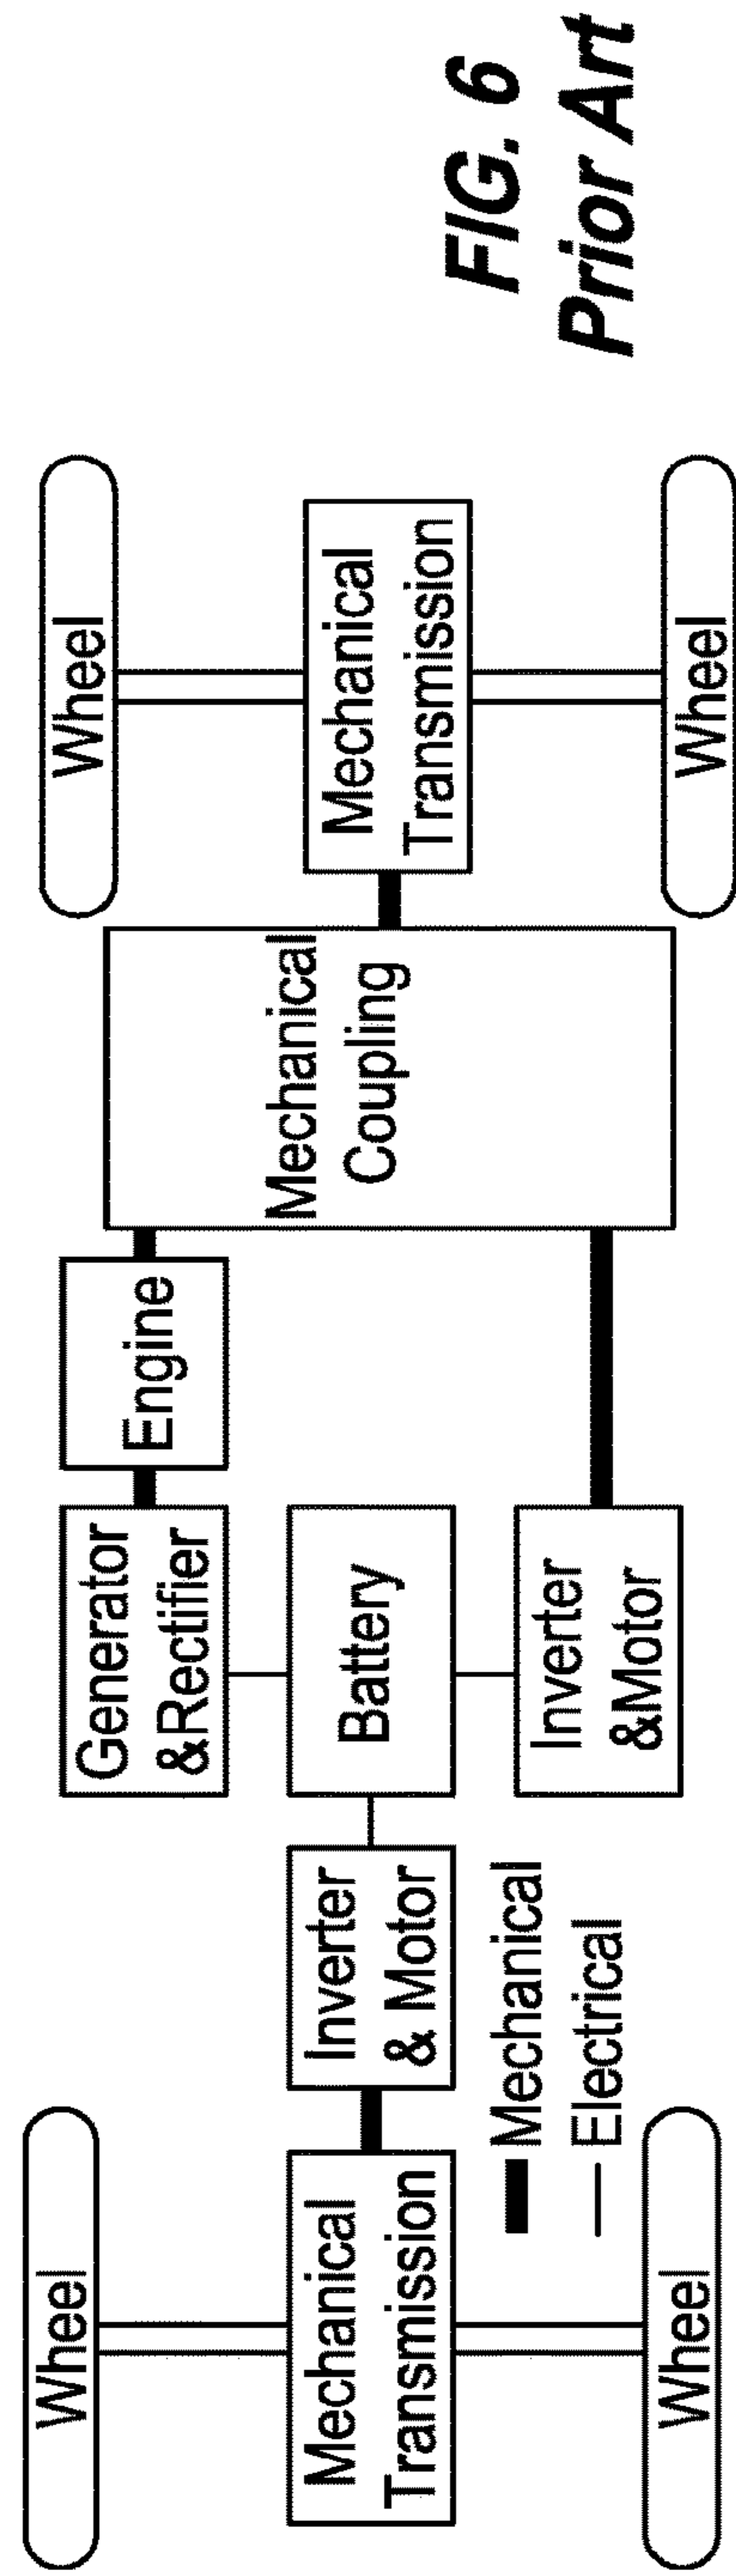 Wheel
Mechanical
Transmission
Wheel
Inverter
& Motor
Mechanical
Electrical
Generator
&Rectifier
Battery
Inverter
&Motor
Engine
Mechanical
Coupling
Wheel
Mechanical
Transmission
Wheel
FIG. 6
Prior Art